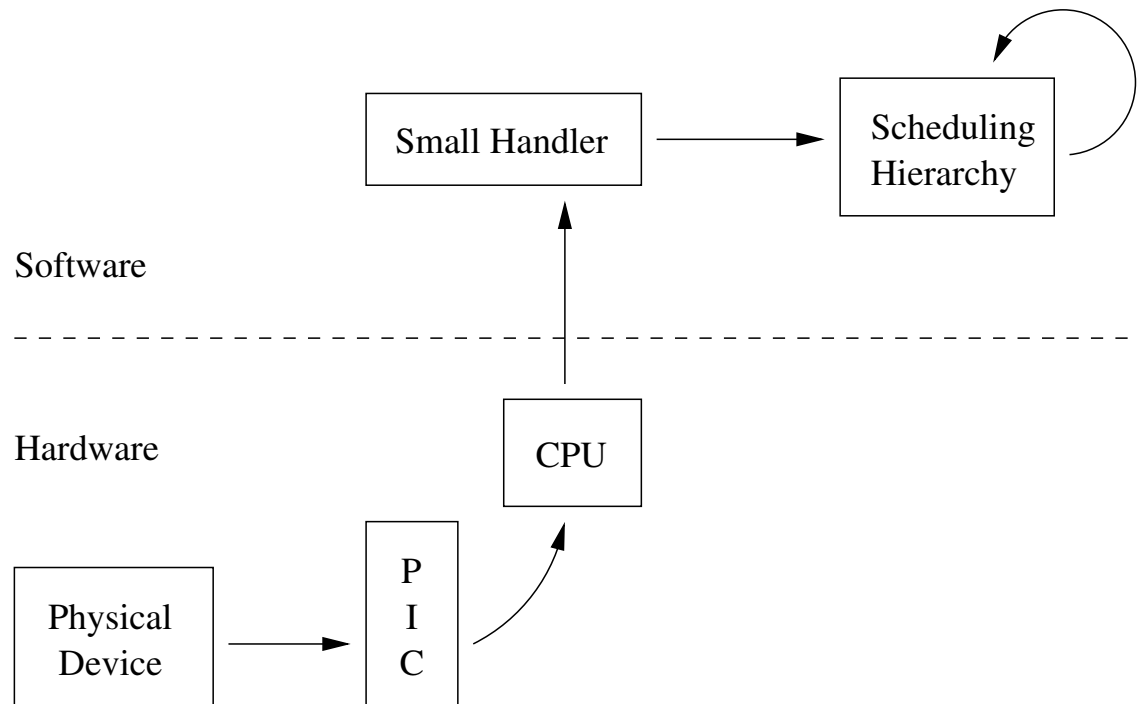 Small Handler
Scheduling
Hierarchy
Software
Hardware
CPU
P
I
C
Physical
Device